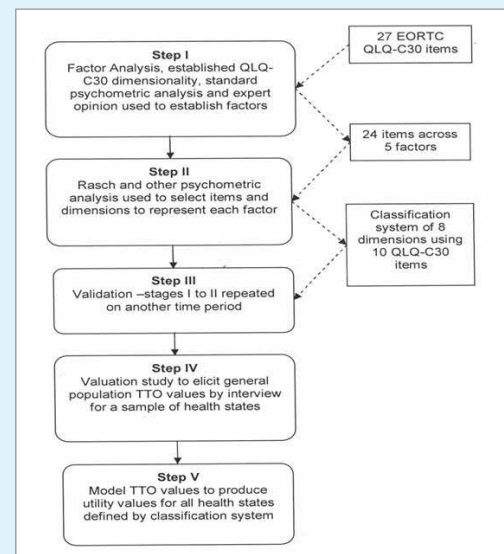 Step I
Factor Analysis, established QLQ-
C30 dimensionality, standard
psychometric analysis and expert
opinion used to establish factors
27 EORTC
QLQ-C30 items
24 items across
5 factors
Step II
Rasch and other psychometric
analysis used to select items and
dimensions to represent each factor
Classification
system of 8
dimensions using
10 QLQ-C30
items
Step III
Validation –stages I to II repeated
on another time period
Step IV
Valuation study to elicit general
population TTO values by interview
for a sample of health states
Step V
Model TTO values to produce
utility values for all health states
defined by classification system